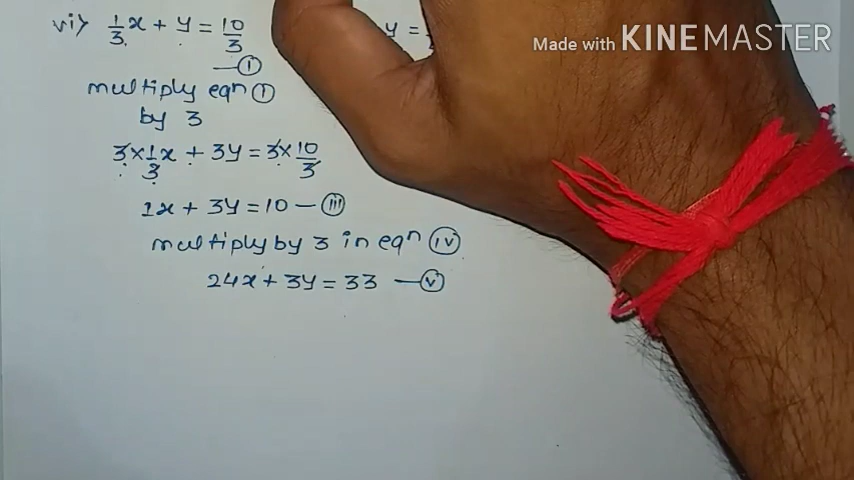 vi) 1/3 x + y = 10/3 —(i)
y =
Made with KINEMASTER
multiply eqn (i)
by 3
3 × 1/3 x + 3y = 3 × 10/3
1x + 3y = 10 — (iii)
multiply by 3 in eqn (iv)
24x + 3y = 33 — (v)